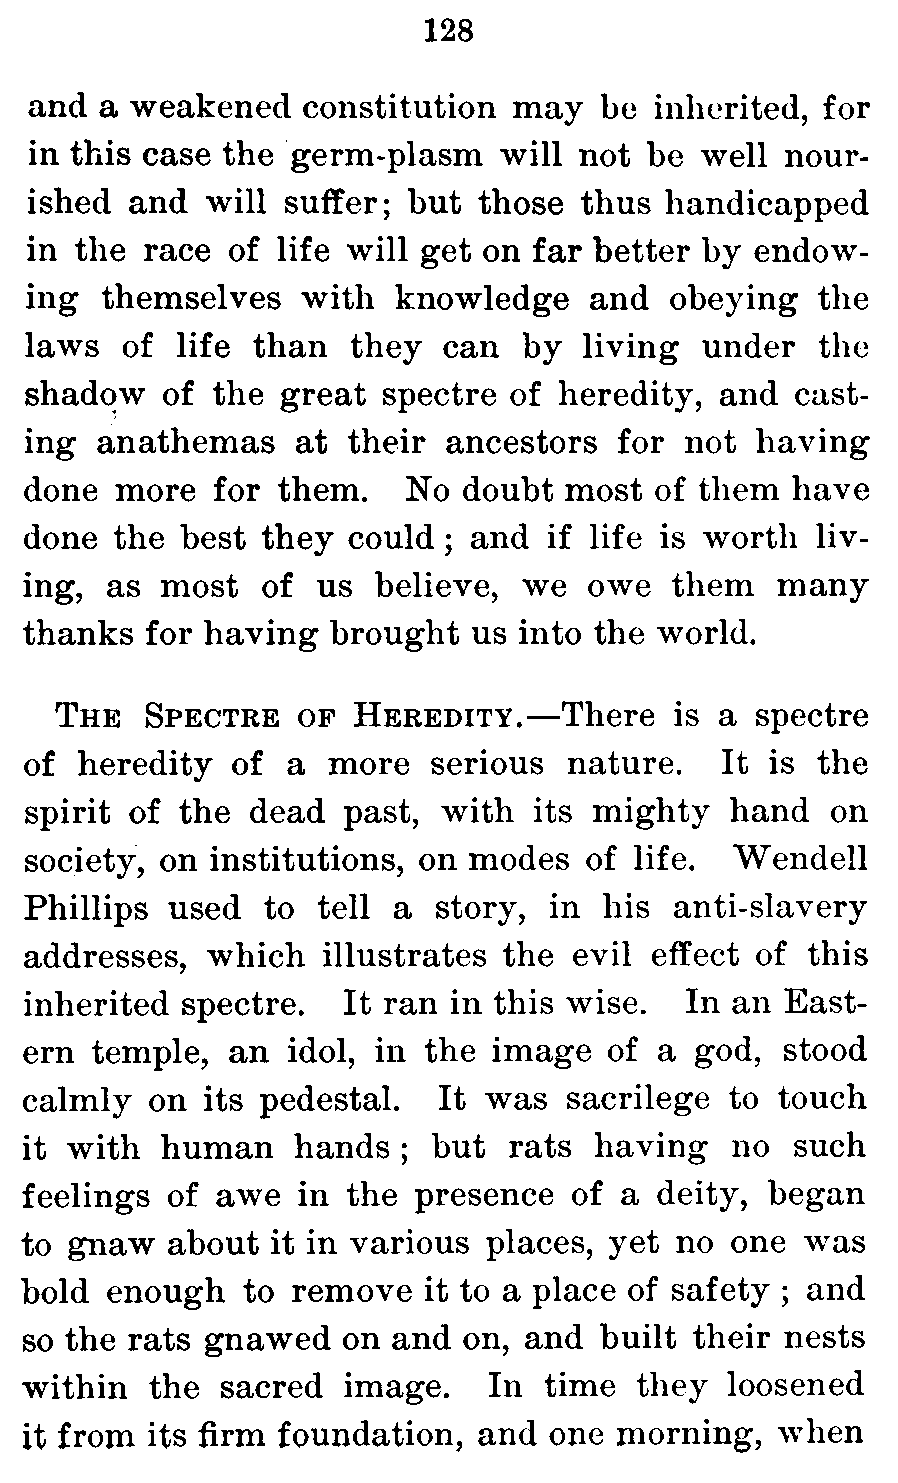 128
and a weakened constitution may be inherited, for
in this case the germ-plasm will not be well nour-
ished and will suffer; but those thus handicapped
in the race of life will get on far better by endow-
ing themselves with knowledge and obeying the
laws of life than they can by living under the
shadow of the great spectre of heredity, and cast-
ing anathemas at their ancestors for not having
done more for them. No doubt most of them have
done the best they could ; and if life is worth liv-
ing, as most of us believe, we owe them many
thanks for having brought us into the world.
THE SPECTRE OF HEREDITY.—There is a spectre
of heredity of a more serious nature. It is the
spirit of the dead past, with its mighty hand on
society, on institutions, on modes of life. Wendell
Phillips used to tell a story, in his anti-slavery
addresses, which illustrates the evil effect of this
inherited spectre. It ran in this wise. In an East-
ern temple, an idol, in the image of a god, stood
calmly on its pedestal. It was sacrilege to touch
it with human hands ; but rats having no such
feelings of awe in the presence of a deity, began
to gnaw about it in various places, yet no one was
bold enough to remove it to a place of safety ; and
so the rats gnawed on and on, and built their nests
within the sacred image. In time they loosened
it from its firm foundation, and one morning, when